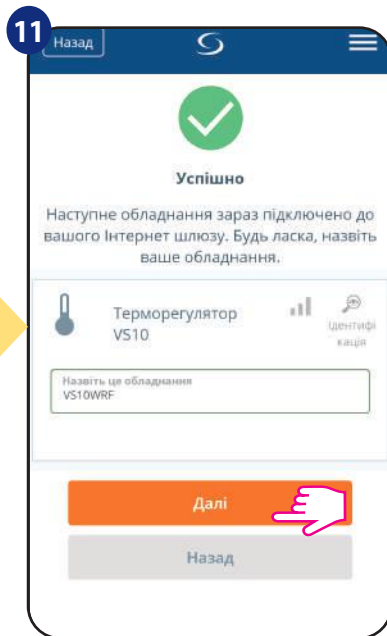 11
Назад
Успішно
Наступне обладнання зараз підключено до
вашого Інтернет шлюзу. Будь ласка, назвіть
ваше обладнання.
Терморегулятор
VS10
Ідентифі
кація
Назвіть це обладнання
VS10WRF
Далі
Назад